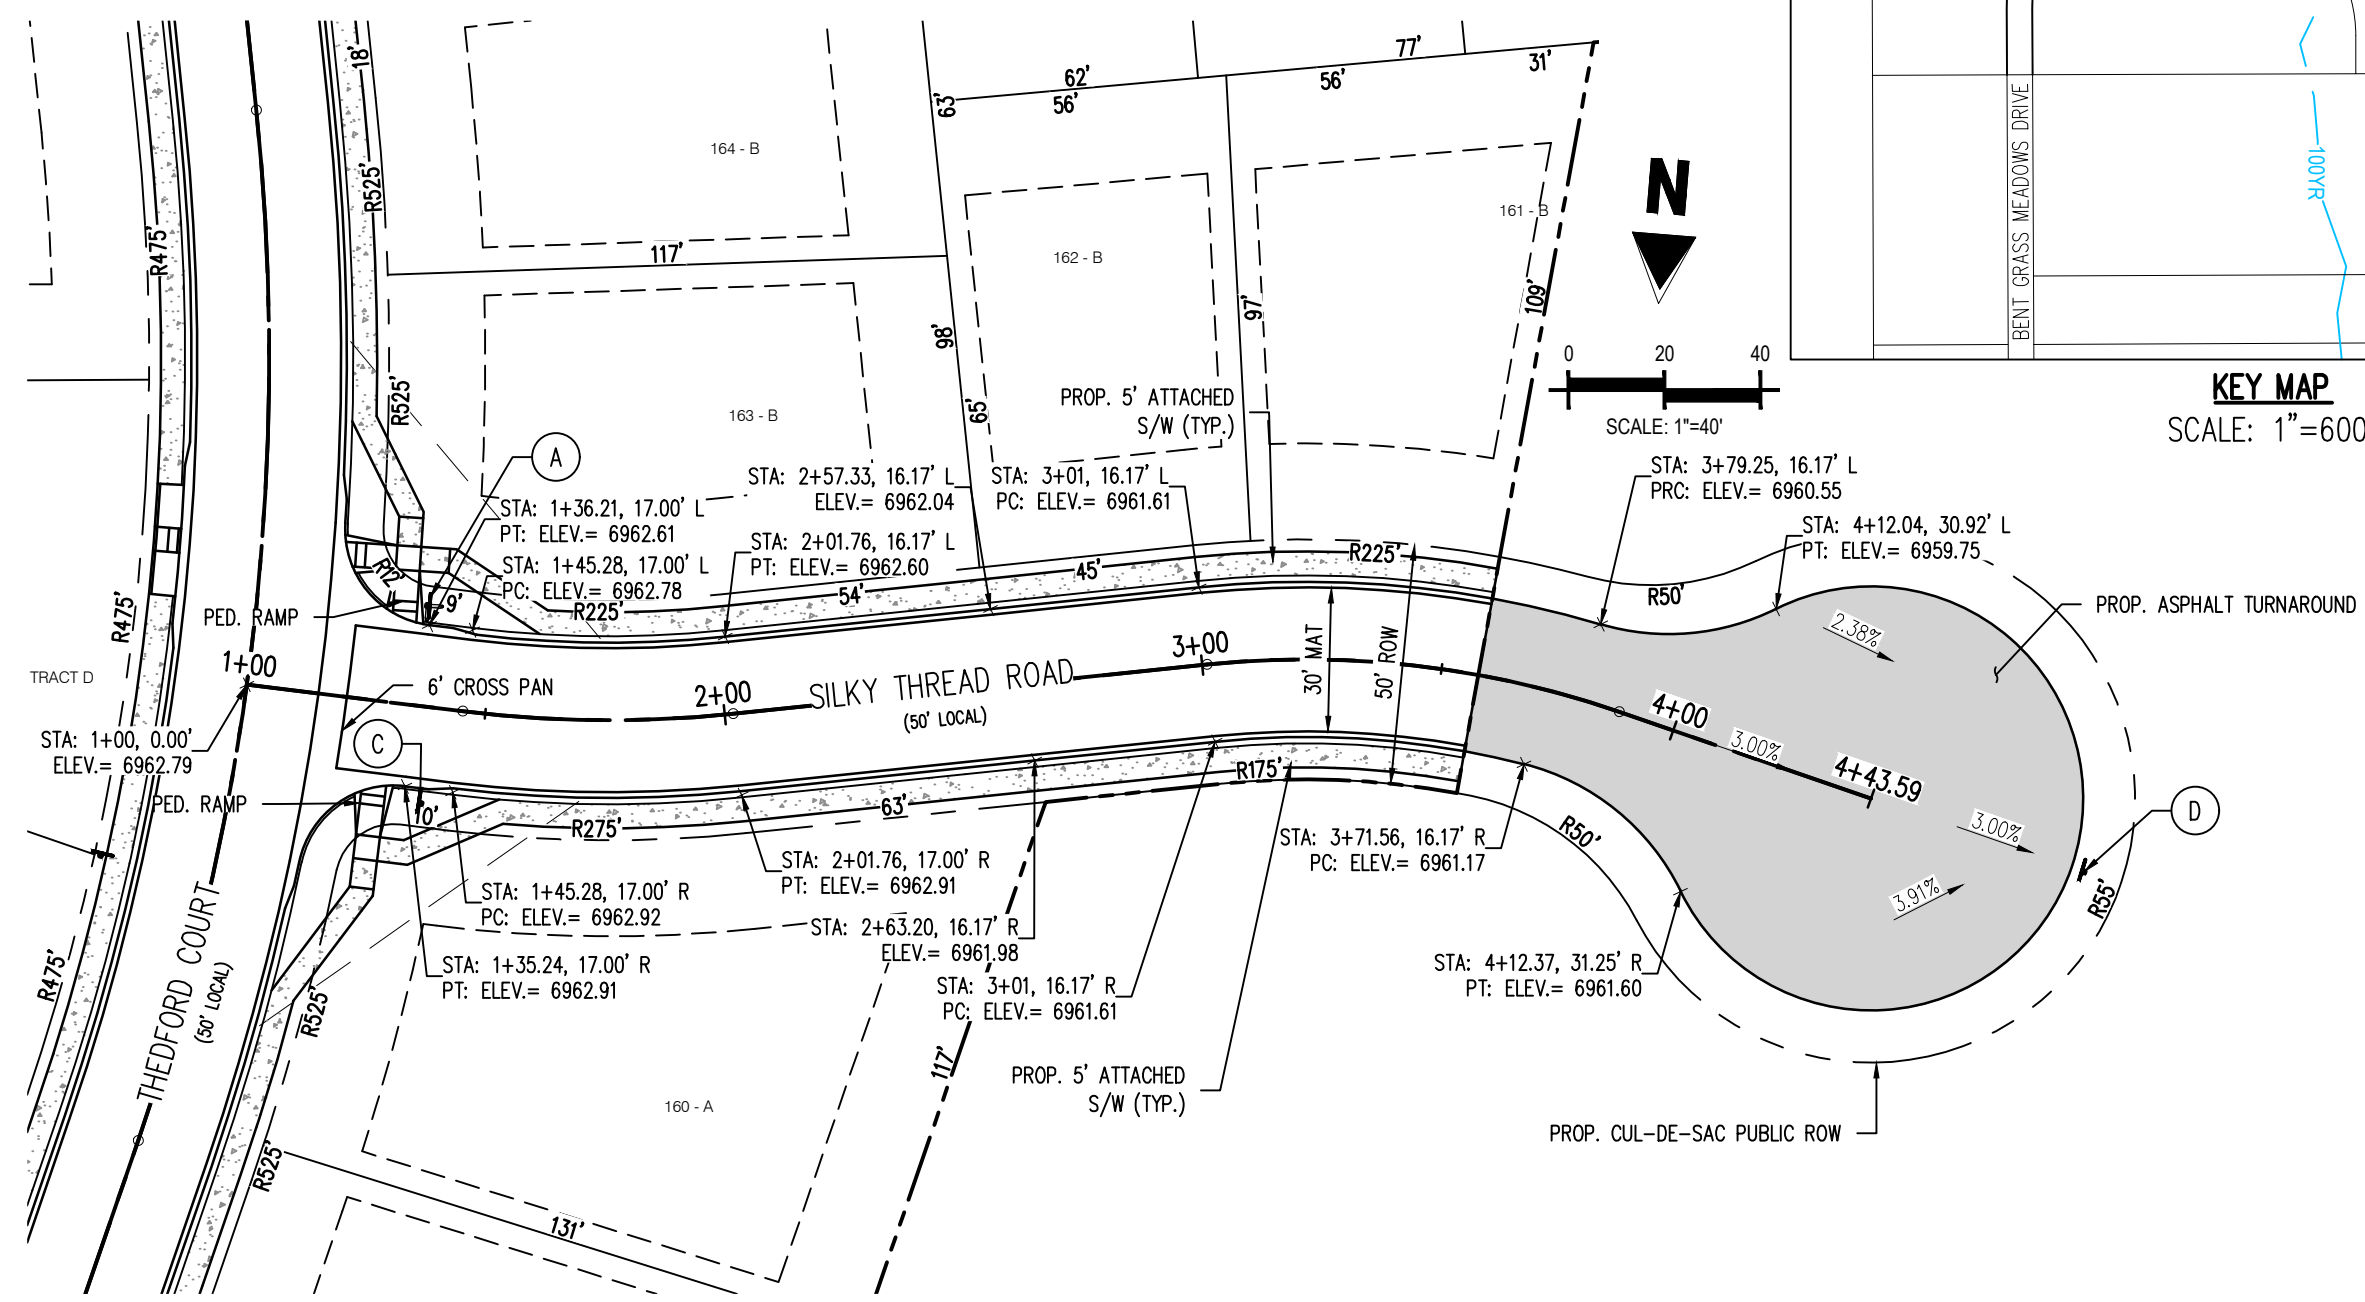 18'
R525'
R475'
164 - B
62'
56'
63'
77'
31'
56'
161 - B
162 - B
117'
98'
65'
97'
109'
N
0 20 40
SCALE: 1"=40'
BENT GRASS MEADOWS DRIVE
100YR
KEY MAP
SCALE: 1"=600
R525'
163 - B
A
PROP. 5' ATTACHED
S/W (TYP.)
STA: 2+57.33, 16.17' L
ELEV.= 6962.04
STA: 3+01, 16.17' L
PC: ELEV.= 6961.61
STA: 3+79.25, 16.17' L
PRC: ELEV.= 6960.55
STA: 1+36.21, 17.00' L
PT: ELEV.= 6962.61
STA: 2+01.76, 16.17' L
PT: ELEV.= 6962.60
STA: 4+12.04, 30.92' L
PT: ELEV.= 6959.75
STA: 1+45.28, 17.00' L
PC: ELEV.= 6962.78
R12'
9'
R225'
54'
45'
R225'
R50'
PED. RAMP
R475'
PROP. ASPHALT TURNAROUND
2.38%
TRACT D
1+00
6' CROSS PAN
2+00
SILKY THREAD ROAD
(50' LOCAL)
3+00
30' MAT
50' ROW
4+00
3.00%
4+43.59
STA: 1+00, 0.00'
ELEV.= 6962.79
C
PED. RAMP
10'
R275'
63'
R175'
R50'
3.00%
D
3.91%
R55'
STA: 3+71.56, 16.17' R
PC: ELEV.= 6961.17
STA: 2+01.76, 17.00' R
PT: ELEV.= 6962.91
STA: 1+45.28, 17.00' R
PC: ELEV.= 6962.92
STA: 2+63.20, 16.17' R
ELEV.= 6961.98
STA: 1+35.24, 17.00' R
PT: ELEV.= 6962.91
STA: 3+01, 16.17' R
PC: ELEV.= 6961.61
STA: 4+12.37, 31.25' R
PT: ELEV.= 6961.60
R475'
THEDFORD COURT
(50' LOCAL)
R525'
117'
PROP. 5' ATTACHED
S/W (TYP.)
160 - A
PROP. CUL-DE-SAC PUBLIC ROW
R525'
131'